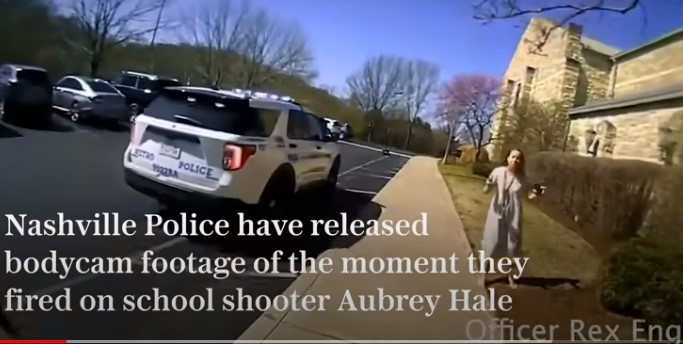 METRO
POLICE
Nashville Police have released
bodycam footage of the moment they
fired on school shooter Aubrey Hale
Officer Rex Eng